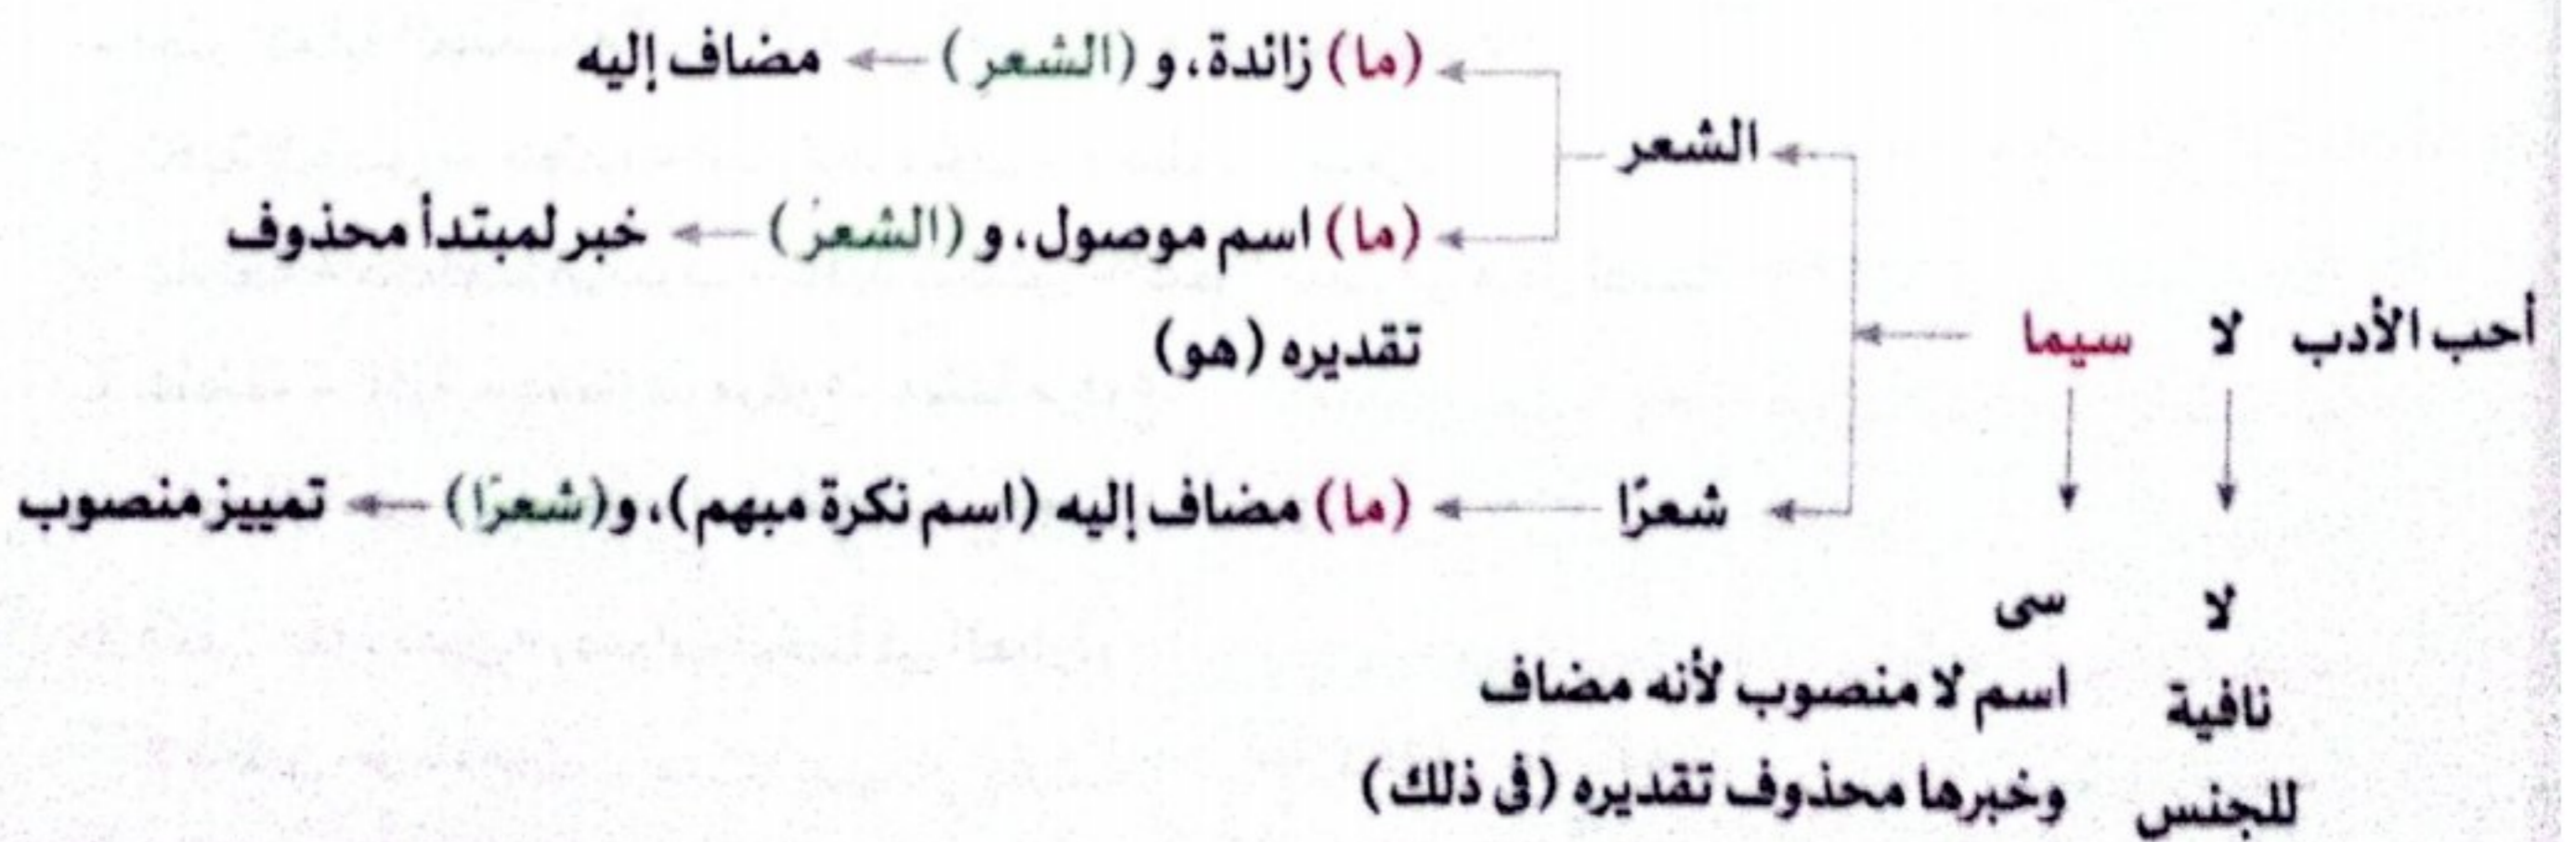 (ما) زائدة، و (الشعرِ) ← مضاف إليه
الشعر
(ما) اسم موصول، و (الشعرُ) ← خبر لمبتدأ محذوف
تقديره (هو)
أحب الأدب لا سيما
شعرًا ← (ما) مضاف إليه (اسم نكرة مبهم)، و(شعرًا) ← تمييز منصوب
لا سى
نافية اسم لا منصوب لأنه مضاف
للجنس وخبرها محذوف تقديره (فى ذلك)